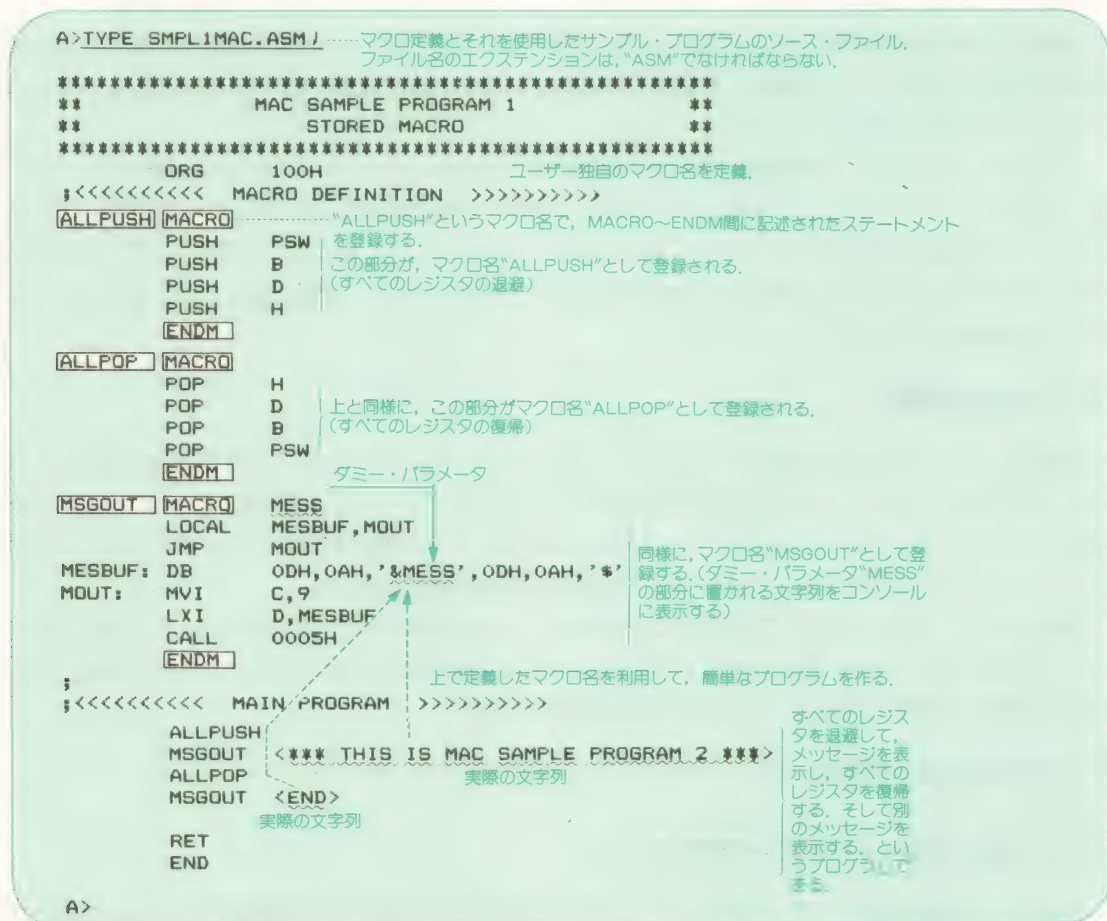 A>TYPE SMPL1MAC.ASM↓ ……マクロ定義とそれを使用したサンプル・プログラムのソース・ファイル.
ファイル名のエクステンションは,"ASM"でなければならない.
**************************************************
** MAC SAMPLE PROGRAM 1 **
** STORED MACRO **
**************************************************
ORG 100H ユーザー独自のマクロ名を定義.
;<<<<<<<<<< MACRO DEFINITION >>>>>>>>>>
ALLPUSH MACRO ……"ALLPUSH"というマクロ名で,MACRO~ENDM間に記述されたステートメント
PUSH PSW を登録する.
PUSH B この部分が,マクロ名"ALLPUSH"として登録される.
PUSH D (すべてのレジスタの退避)
PUSH H
ENDM
ALLPOP MACRO
POP H
POP D 上と同様に,この部分がマクロ名"ALLPOP"として登録される.
POP B (すべてのレジスタの復帰)
POP PSW
ENDM ダミー・パラメータ
MSGOUT MACRO MESS
LOCAL MESBUF,MOUT
JMP MOUT 同様に,マクロ名"MSGOUT"として登
MESBUF: DB 0DH,0AH,'&MESS',0DH,0AH,'$' 録する.(ダミー・パラメータ"MESS"
MOUT: MVI C,9 の部分に置かれる文字列をコンソール
LXI D,MESBUF に表示する)
CALL 0005H
ENDM
; 上で定義したマクロ名を利用して,簡単なプログラムを作る.
;<<<<<<<<<< MAIN PROGRAM >>>>>>>>>>
ALLPUSH
MSGOUT <*** THIS IS MAC SAMPLE PROGRAM 2 ***>
ALLPOP 実際の文字列
MSGOUT <END>
実際の文字列
RET
END
すべてのレジス
タを退避して,
メッセージを表
示し,すべての
レジスタを復帰
する.そして別
のメッセージを
表示する.とい
うプログラムで
ある.
A>